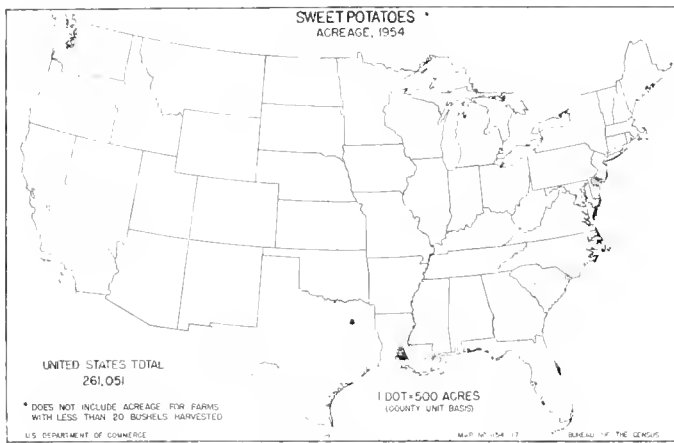 SWEET POTATOES *
ACREAGE, 1954
UNITED STATES TOTAL
261,051
* DOES NOT INCLUDE ACREAGE FOR FARMS
WITH LESS THAN 20 BUSHELS HARVESTED
1 DOT = 500 ACRES
(COUNTY UNIT BASIS)
U.S. DEPARTMENT OF COMMERCE
BUREAU OF THE CENSUS